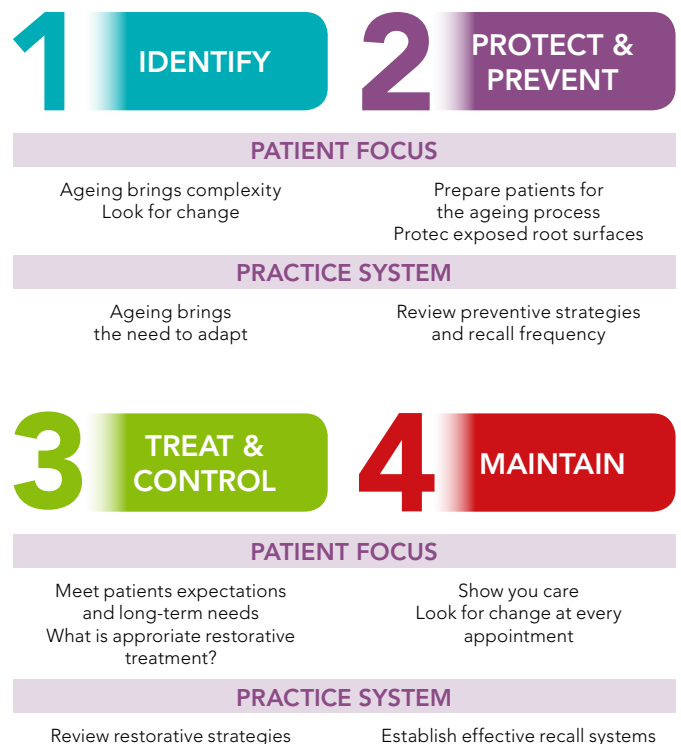 1 IDENTIFY
2 PROTECT &
PREVENT
PATIENT FOCUS
Ageing brings complexity
Look for change
Prepare patients for
the ageing process
Protec exposed root surfaces
PRACTICE SYSTEM
Ageing brings
the need to adapt
Review preventive strategies
and recall frequency
3 TREAT &
CONTROL
4 MAINTAIN
PATIENT FOCUS
Meet patients expectations
and long-term needs
What is approriate restorative
treatment?
Show you care
Look for change at every
appointment
PRACTICE SYSTEM
Review restorative strategies
Establish effective recall systems